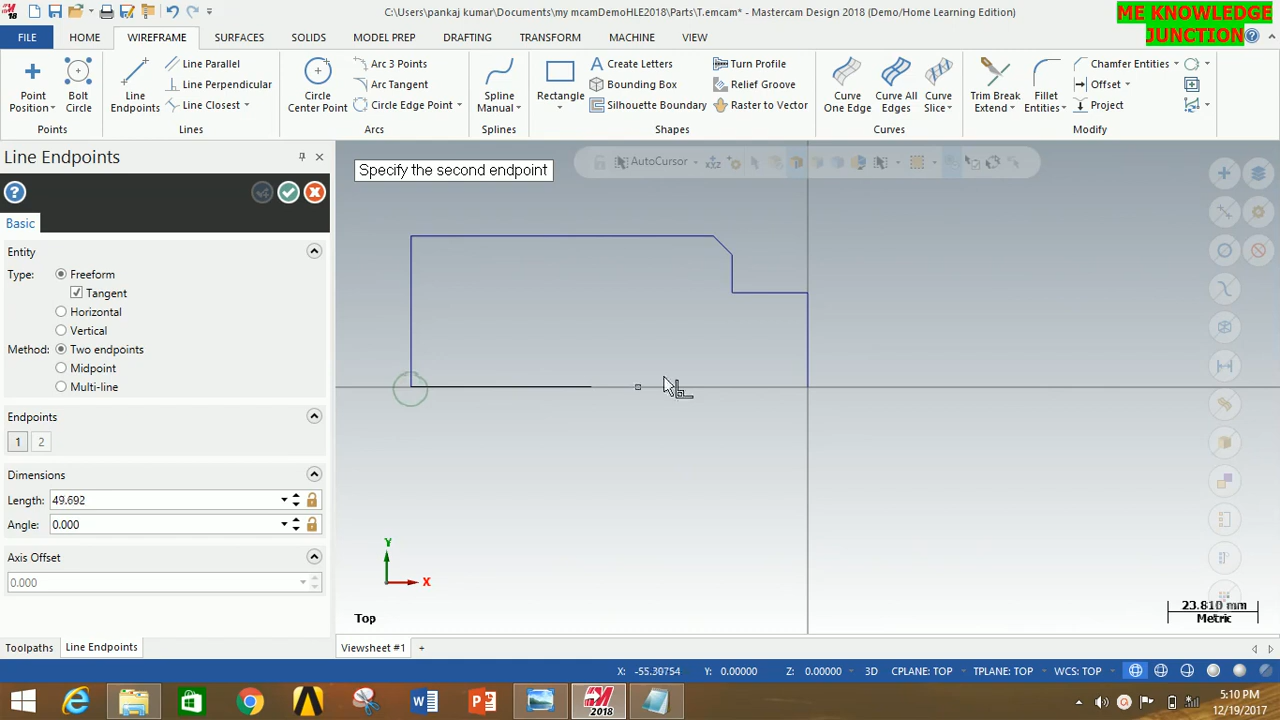 C:\Users\pankaj kumar\Documents\my mcamDemoHLE2018\Parts\T.emcam* - Mastercam Design 2018 (Demo/Home Learning Edition)
ME KNOWLEDGE
JUNCTION
FILE HOME WIREFRAME SURFACES SOLIDS MODEL PREP DRAFTING TRANSFORM MACHINE VIEW
Point Position
Bolt Circle
Points
Line Endpoints
Line Parallel
Line Perpendicular
Line Closest
Lines
Circle Center Point
Arc 3 Points
Arc Tangent
Circle Edge Point
Arcs
Spline Manual
Splines
Rectangle
Create Letters
Bounding Box
Silhouette Boundary
Turn Profile
Relief Groove
Raster to Vector
Shapes
Curve One Edge
Curve All Edges
Curve Slice
Curves
Trim Break Extend
Fillet Entities
Chamfer Entities
Offset
Project
Modify
Line Endpoints
Basic
Entity
Type: Freeform
Tangent
Horizontal
Vertical
Method: Two endpoints
Midpoint
Multi-line
Endpoints
1 2
Dimensions
Length: 49.692
Angle: 0.000
Axis Offset
0.000
Toolpaths Line Endpoints
Specify the second endpoint
AutoCursor
XYZ
Y
X
Top
23.810 mm
Metric
Viewsheet #1 +
X: -55.30754 Y: 0.00000 Z: 0.00000 3D CPLANE: TOP TPLANE: TOP WCS: TOP
2018
5:10 PM
12/19/2017